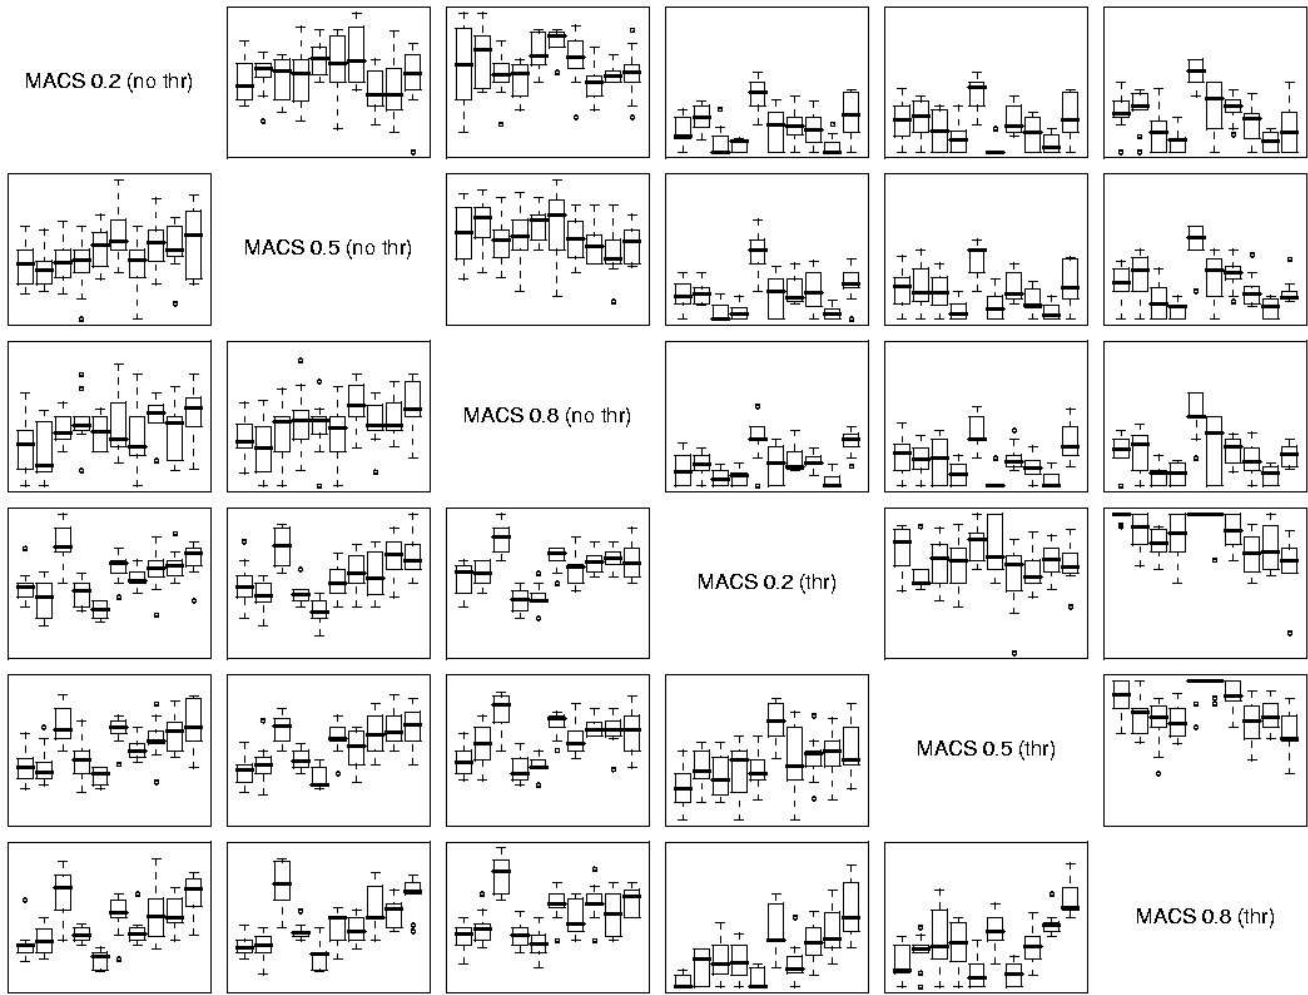 MACS 0.2 (no thr)
MACS 0.5 (no thr)
MACS 0.8 (no thr)
MACS 0.2 (thr)
MACS 0.5 (thr)
MACS 0.8 (thr)